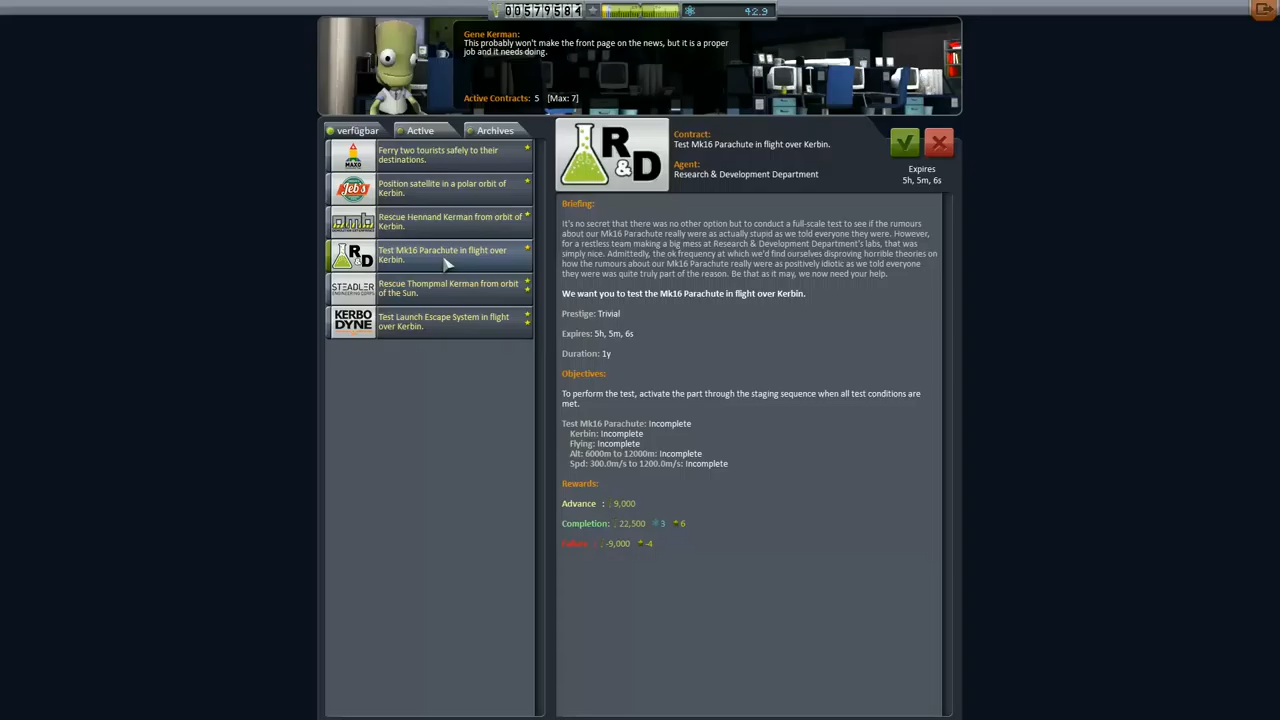 00579584
42.9
Gene Kerman:
This probably won't make the front page on the news, but it is a proper
job and it needs doing.
Active Contracts: 5 [Max: 7]
verfügbar
Active
Archives
MAXO
Ferry two tourists safely to their
destinations.
Jeb's
Position satellite in a polar orbit of
Kerbin.
Rescue Hennand Kerman from orbit of
Kerbin.
R&D
Test Mk16 Parachute in flight over
Kerbin.
STEADLER
ENGINEERING CORPS
Rescue Thompmal Kerman from orbit
of the Sun.
KERBO
DYNE
Test Launch Escape System in flight
over Kerbin.
R&D
Contract:
Test Mk16 Parachute in flight over Kerbin.
Agent:
Research & Development Department
Expires
5h, 5m, 6s
Briefing:
It's no secret that there was no other option but to conduct a full-scale test to see if the rumours
about our Mk16 Parachute really were as actually stupid as we told everyone they were. However,
for a restless team making a big mess at Research & Development Department's labs, that was
simply nice. Admittedly, the ok frequency at which we'd find ourselves disproving horrible theories on
how the rumours about our Mk16 Parachute really were as positively idiotic as we told everyone
they were was quite truly part of the reason. Be that as it may, we now need your help.
We want you to test the Mk16 Parachute in flight over Kerbin.
Prestige: Trivial
Expires: 5h, 5m, 6s
Duration: 1y
Objectives:
To perform the test, activate the part through the staging sequence when all test conditions are
met.
Test Mk16 Parachute: Incomplete
Kerbin: Incomplete
Flying: Incomplete
Alt: 6000m to 12000m: Incomplete
Spd: 300.0m/s to 1200.0m/s: Incomplete
Rewards:
Advance : 9,000
Completion: 22,500 3 6
Failure : -9,000 -4